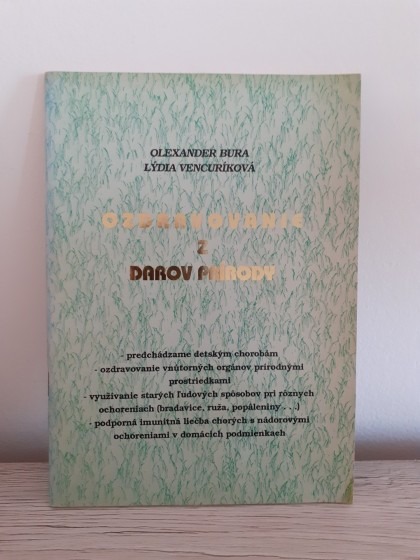 OLEXANDER BURA
LÝDIA VENCURÍKOVÁ
OZDRAVOVANIE
Z
DAROV PRÍRODY
- predchádzame detským chorobám
- ozdravovanie vnútorných orgánov prírodnými
prostriedkami
- využívanie starých ľudových spôsobov pri rôznych
ochoreniach (bradavice, ruža, popáleniny . . .)
- podporná imunitná liečba chorých s nádorovými
ochoreniami v domácich podmienkach